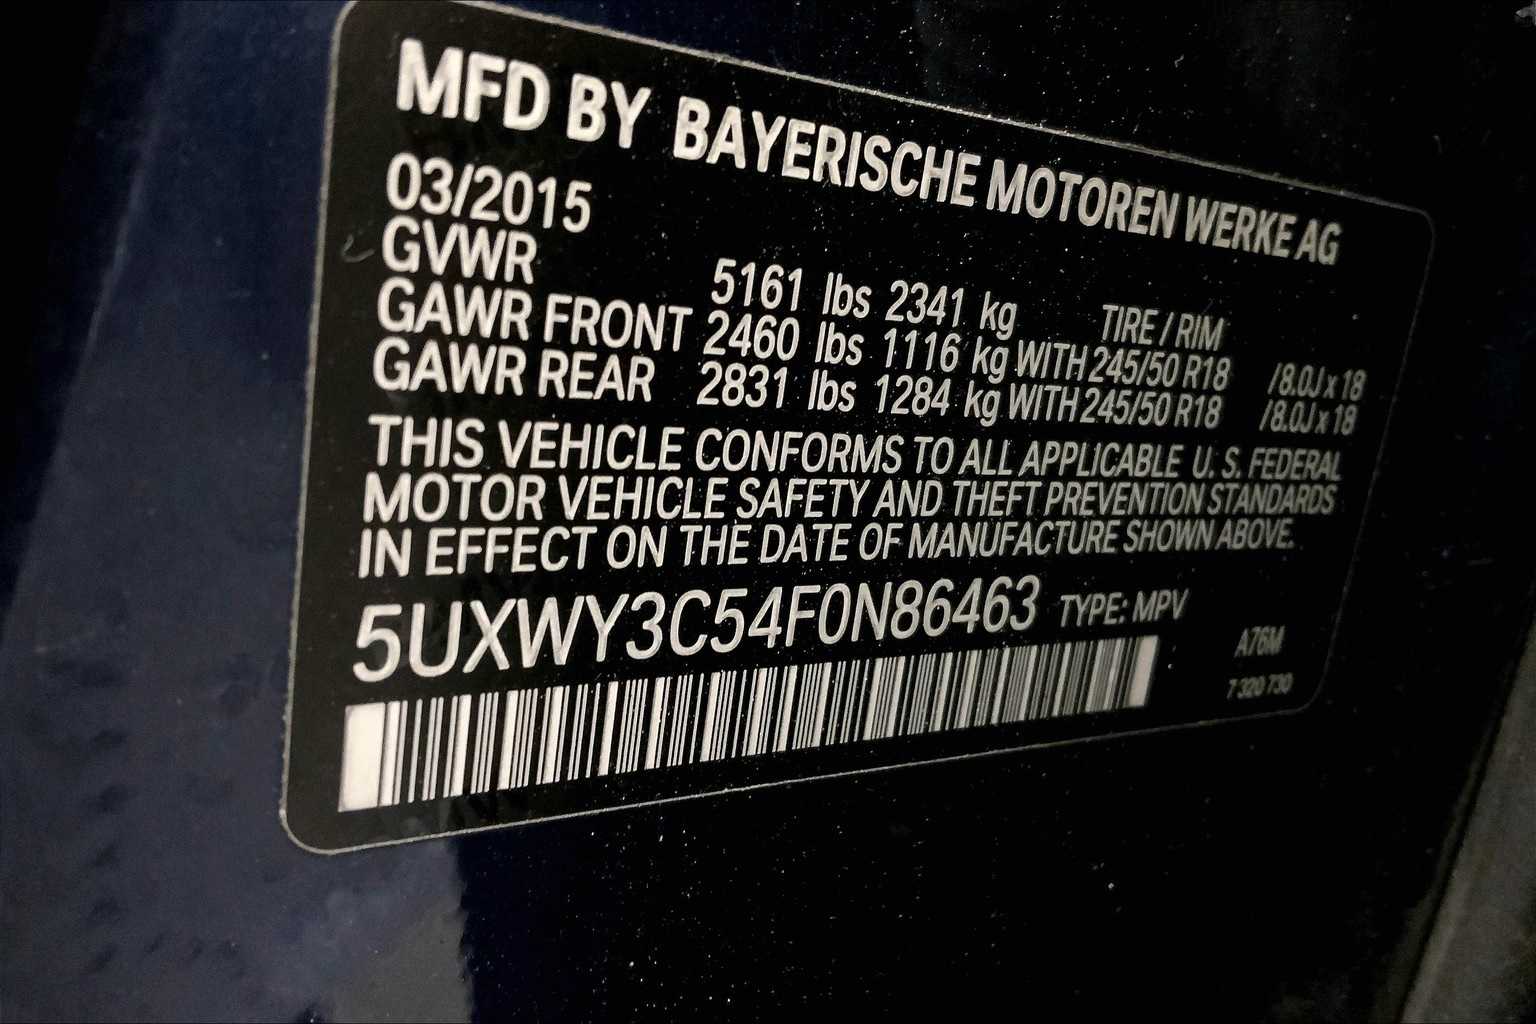 MFD BY BAYERISCHE MOTOREN WERKE AG
03/2015
GVWR 5161 lbs 2341 kg TIRE / RIM
GAWR FRONT 2460 lbs 1116 kg WITH 245/50 R18 /8.0J x 18
GAWR REAR 2831 lbs 1284 kg WITH 245/50 R18 /8.0J x 18
THIS VEHICLE CONFORMS TO ALL APPLICABLE U. S. FEDERAL
MOTOR VEHICLE SAFETY AND THEFT PREVENTION STANDARDS
IN EFFECT ON THE DATE OF MANUFACTURE SHOWN ABOVE.
5UXWY3C54F0N86463 TYPE: MPV
A76M
7 320 730